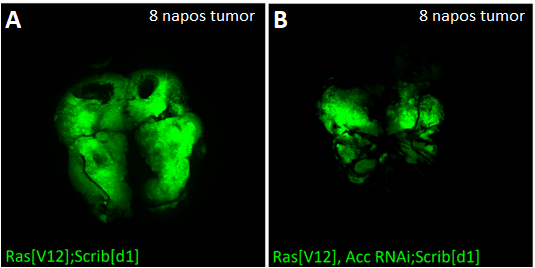 A
8 napos tumor
Ras[V12];Scrib[d1]
B
8 napos tumor
Ras[V12], Acc RNAi;Scrib[d1]